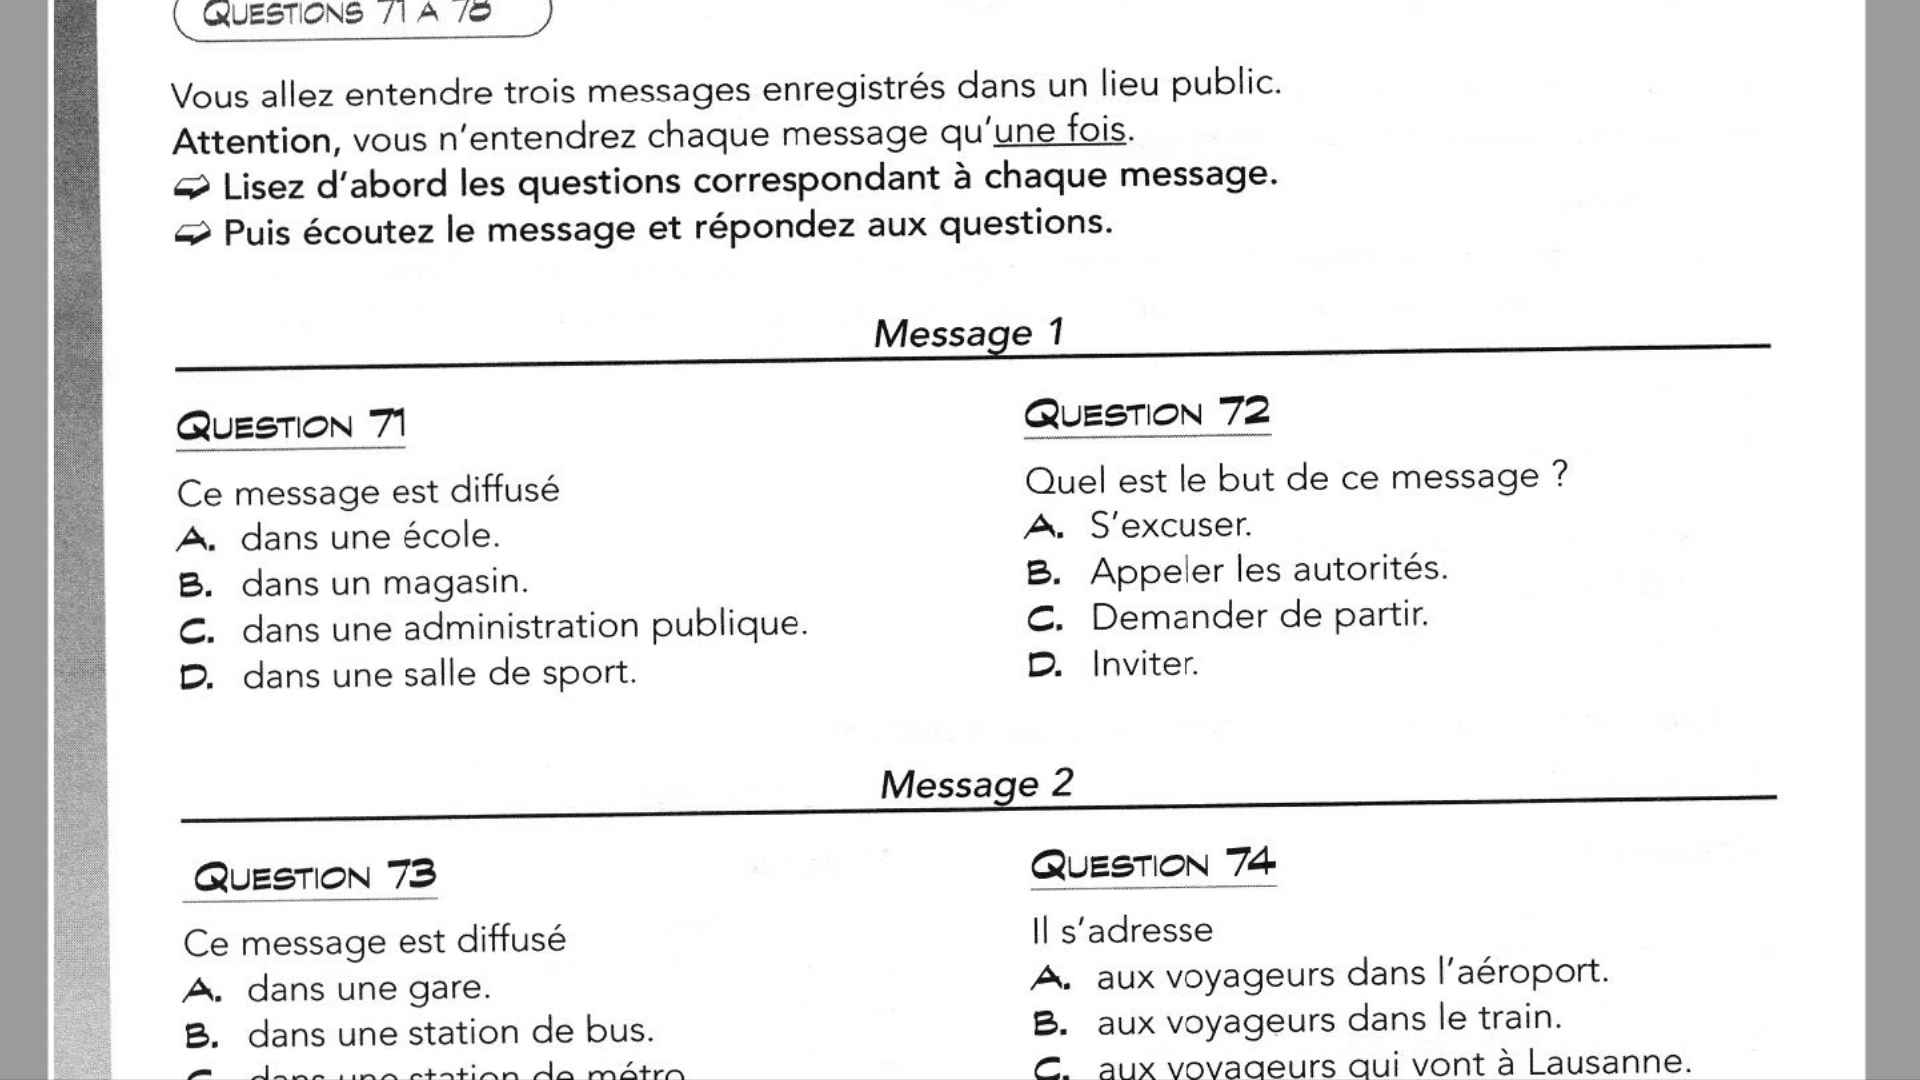 QUESTIONS 71 À 78
Vous allez entendre trois messages enregistrés dans un lieu public.
Attention, vous n'entendrez chaque message qu'une fois.
➫ Lisez d'abord les questions correspondant à chaque message.
➫ Puis écoutez le message et répondez aux questions.
Message 1
QUESTION 71
Ce message est diffusé
A. dans une école.
B. dans un magasin.
C. dans une administration publique.
D. dans une salle de sport.
QUESTION 72
Quel est le but de ce message ?
A. S'excuser.
B. Appeler les autorités.
C. Demander de partir.
D. Inviter.
Message 2
QUESTION 73
Ce message est diffusé
A. dans une gare.
B. dans une station de bus.
C. dans une station de métro
QUESTION 74
Il s'adresse
A. aux voyageurs dans l'aéroport.
B. aux voyageurs dans le train.
C. aux voyageurs qui vont à Lausanne.